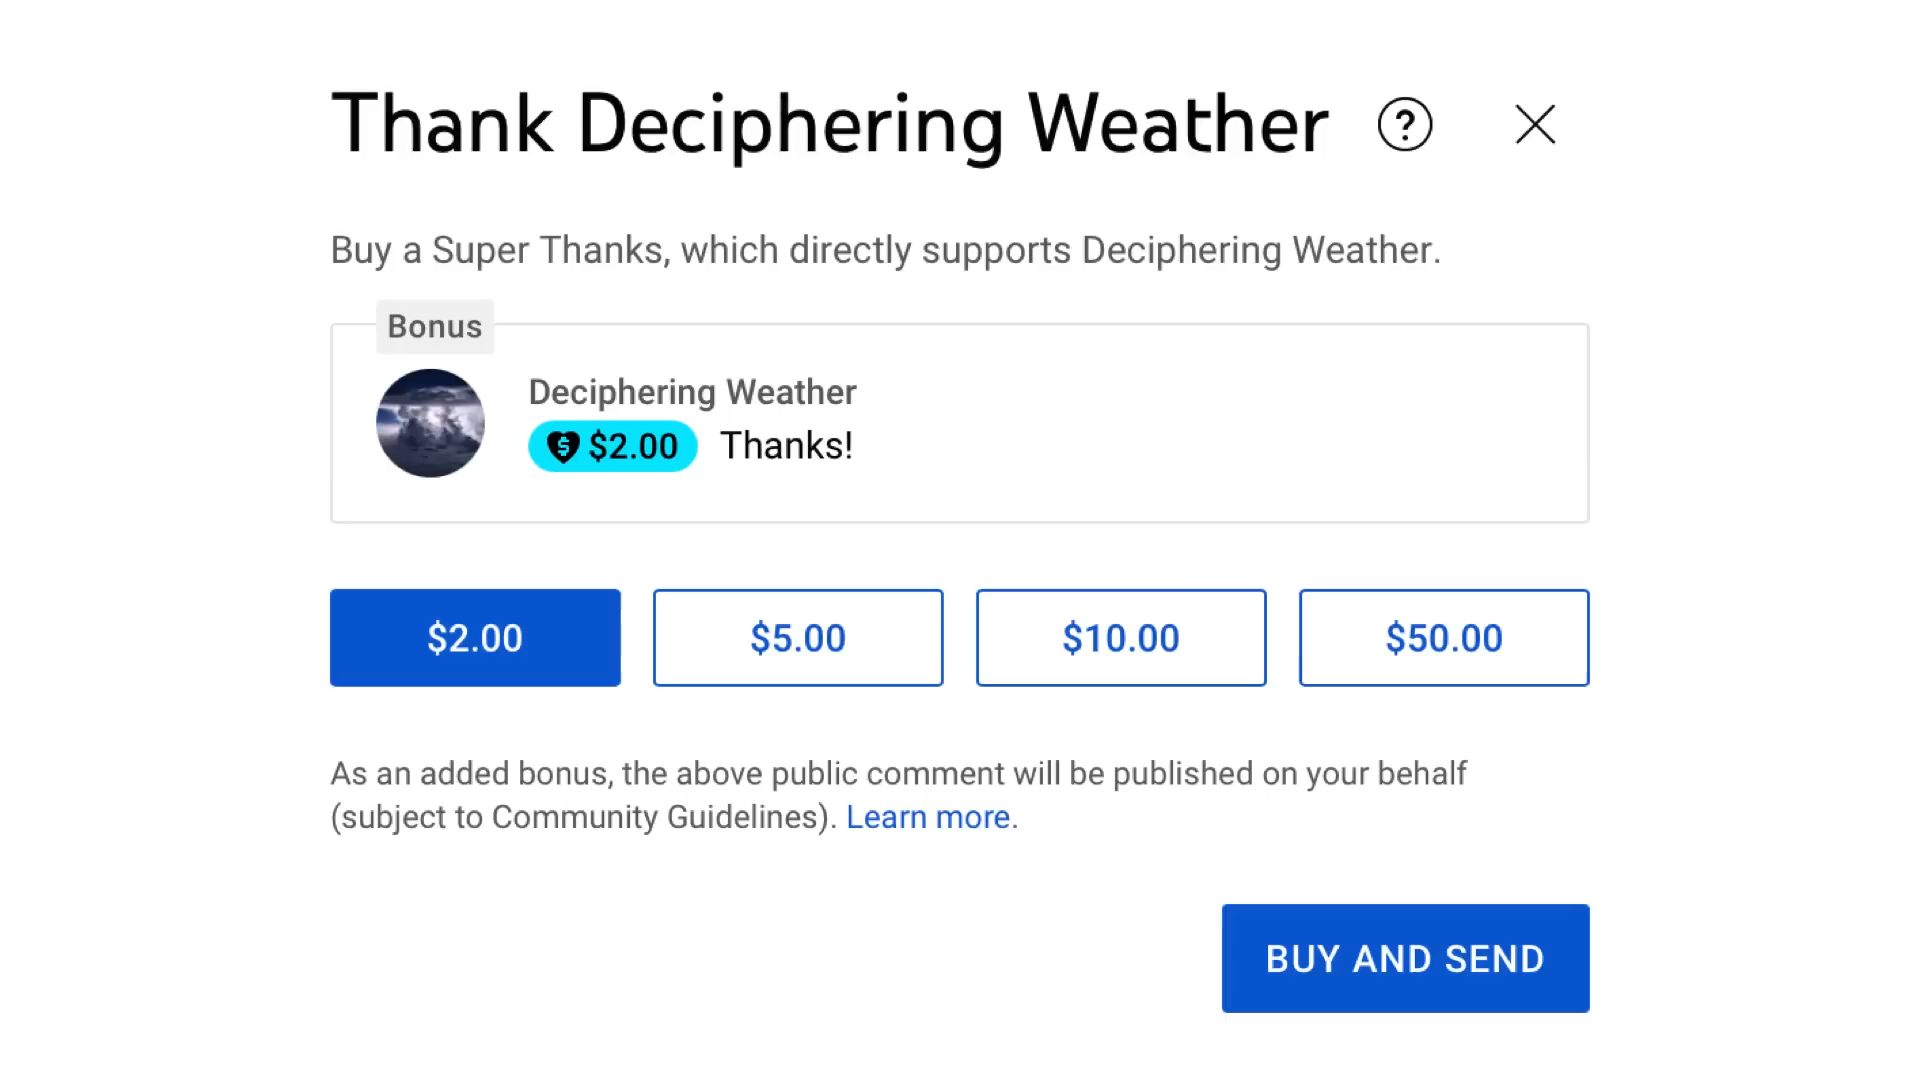 Thank Deciphering Weather ?
Buy a Super Thanks, which directly supports Deciphering Weather.
Bonus
Deciphering Weather
$ $2.00 Thanks!
$2.00 $5.00 $10.00 $50.00
As an added bonus, the above public comment will be published on your behalf
(subject to Community Guidelines). Learn more.
BUY AND SEND